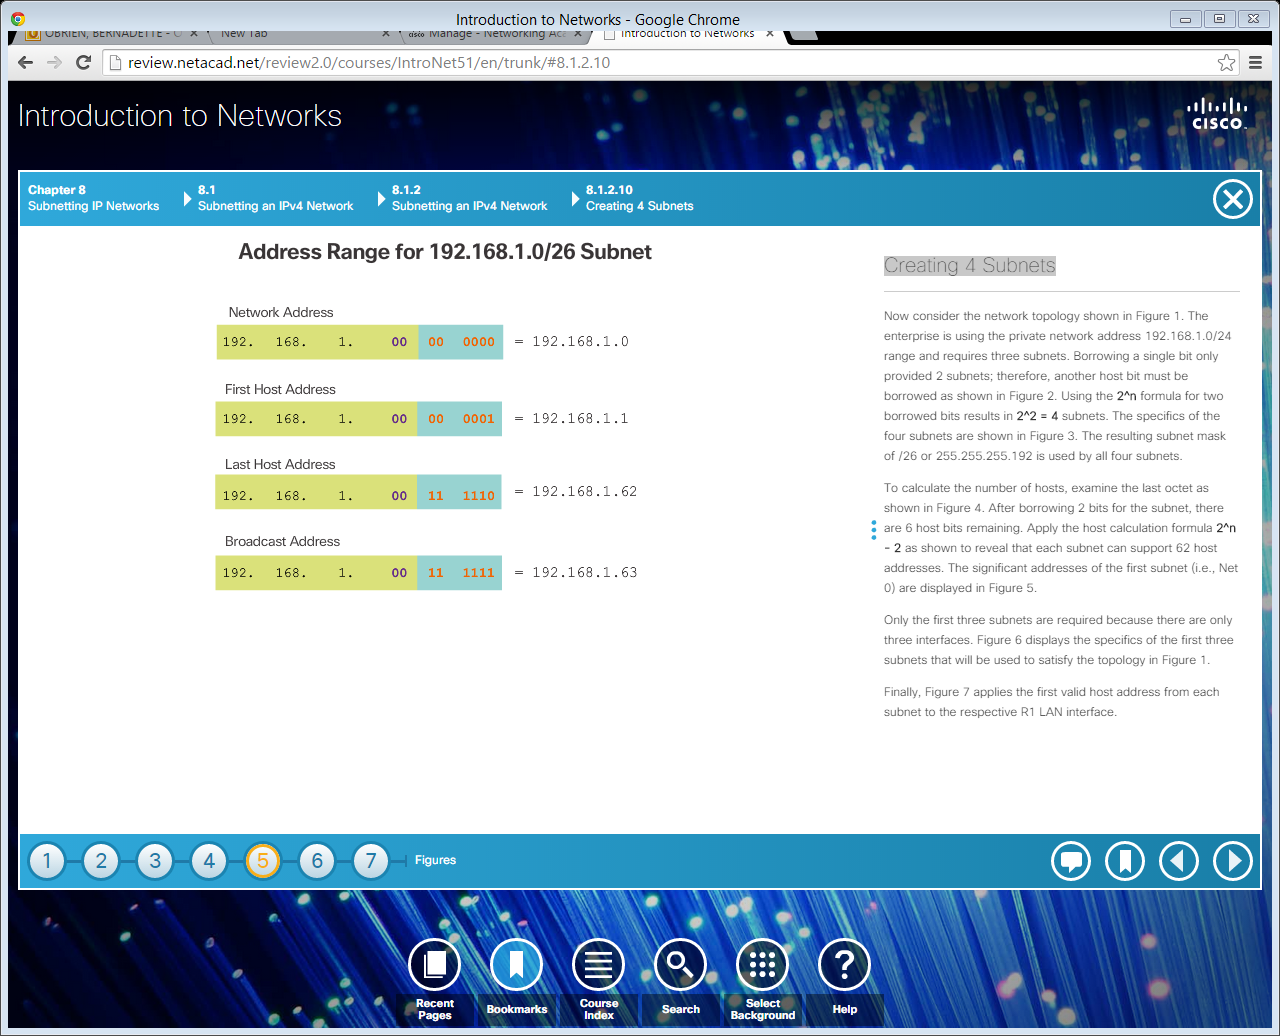 Introduction to Networks - Google Chrome
OBRIEN, BERNADETTE - New Tab Manage - Networking Introduction to Networks
review.netacad.net/review2.0/courses/IntroNet51/en/trunk/#8.1.2.10
Introduction to Networks
CISCO
Chapter 8
Subnetting IP Networks
8.1
Subnetting an IPv4 Network
8.1.2
Subnetting an IPv4 Network
8.1.2.10
Creating 4 Subnets
Address Range for 192.168.1.0/26 Subnet
Network Address
192. 168. 1. 00 00 0000 = 192.168.1.0
First Host Address
192. 168. 1. 00 00 0001 = 192.168.1.1
Last Host Address
192. 168. 1. 00 11 1110 = 192.168.1.62
Broadcast Address
192. 168. 1. 00 11 1111 = 192.168.1.63
Creating 4 Subnets
Now consider the network topology shown in Figure 1. The
enterprise is using the private network address 192.168.1.0/24
range and requires three subnets. Borrowing a single bit only
provided 2 subnets; therefore, another host bit must be
borrowed as shown in Figure 2. Using the 2^n formula for two
borrowed bits results in 2^2 = 4 subnets. The specifics of the
four subnets are shown in Figure 3. The resulting subnet mask
of /26 or 255.255.255.192 is used by all four subnets.
To calculate the number of hosts, examine the last octet as
shown in Figure 4. After borrowing 2 bits for the subnet, there
are 6 host bits remaining. Apply the host calculation formula 2^n
- 2 as shown to reveal that each subnet can support 62 host
addresses. The significant addresses of the first subnet (i.e., Net
0) are displayed in Figure 5.
Only the first three subnets are required because there are only
three interfaces. Figure 6 displays the specifics of the first three
subnets that will be used to satisfy the topology in Figure 1.
Finally, Figure 7 applies the first valid host address from each
subnet to the respective R1 LAN interface.
1 2 3 4 5 6 7 Figures
Recent
Pages
Bookmarks
Course
Index
Search
Select
Background
Help